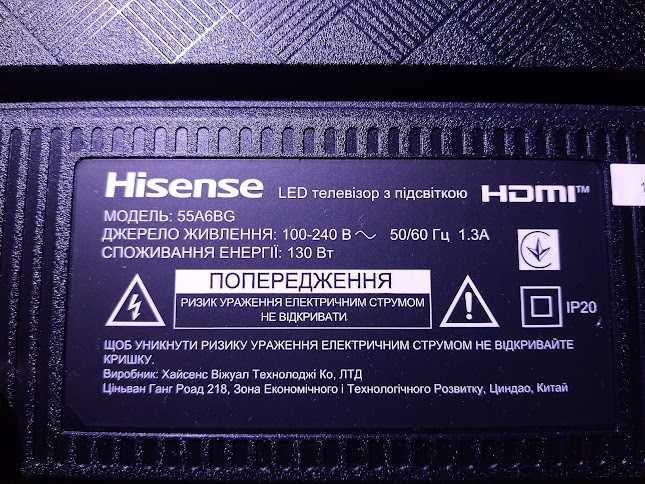 Hisense LED телевізор з підсвіткою HDMI™
МОДЕЛЬ: 55A6BG
ДЖЕРЕЛО ЖИВЛЕННЯ: 100-240 В ~ 50/60 Гц 1.3А
СПОЖИВАННЯ ЕНЕРГІЇ: 130 Вт
ПОПЕРЕДЖЕННЯ
РИЗИК УРАЖЕННЯ ЕЛЕКТРИЧНИМ СТРУМОМ
НЕ ВІДКРИВАТИ
IP20
ЩОБ УНИКНУТИ РИЗИКУ УРАЖЕННЯ ЕЛЕКТРИЧНИМ СТРУМОМ НЕ ВІДКРИВАЙТЕ
КРИШКУ.
Виробник: Хайсенс Віжуал Технолоджі Ко, ЛТД
Ціньван Ганг Роад 218, Зона Економічного і Технологічного Розвитку, Циндао, Китай